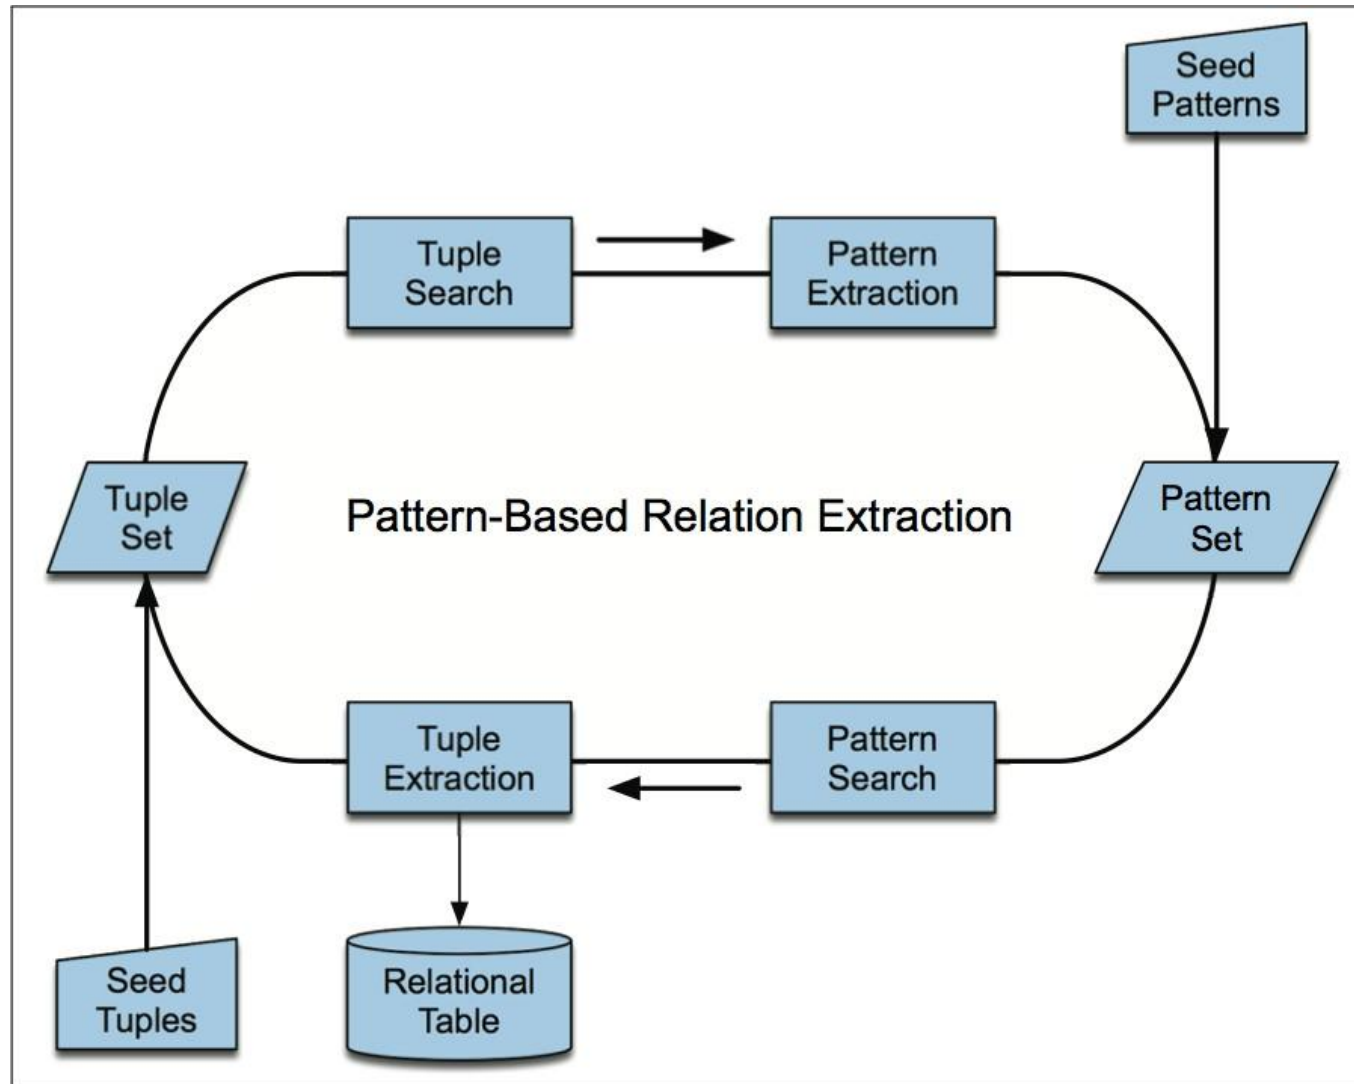 Seed
Patterns
Tuple
Search
Pattern
Extraction
Tuple
Set
Pattern-Based Relation Extraction
Pattern
Set
Tuple
Extraction
Pattern
Search
Seed
Tuples
Relational
Table